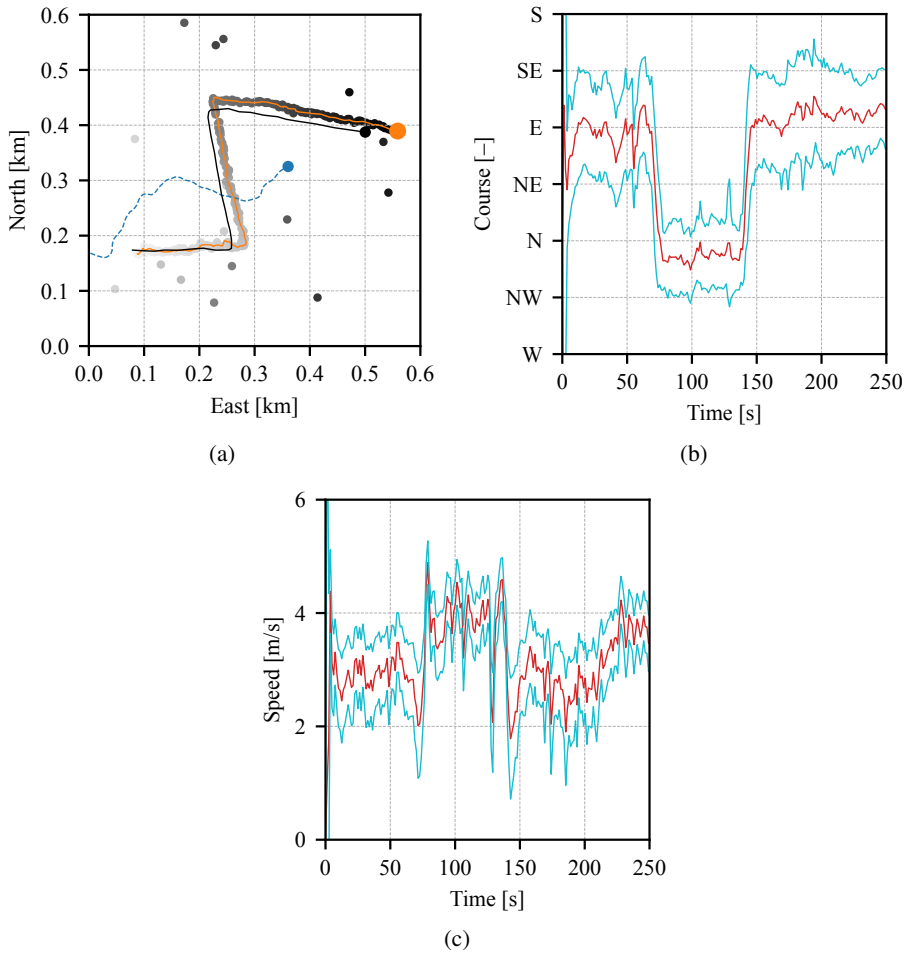 0.6
0.5
0.4
0.3
0.2
0.1
0.0
North [km]
0.0 0.1 0.2 0.3 0.4 0.5 0.6
East [km]
(a)
S
SE
E
NE
N
NW
W
Course [–]
0 50 100 150 200 250
Time [s]
(b)
6
4
2
0
Speed [m/s]
0 50 100 150 200 250
Time [s]
(c)